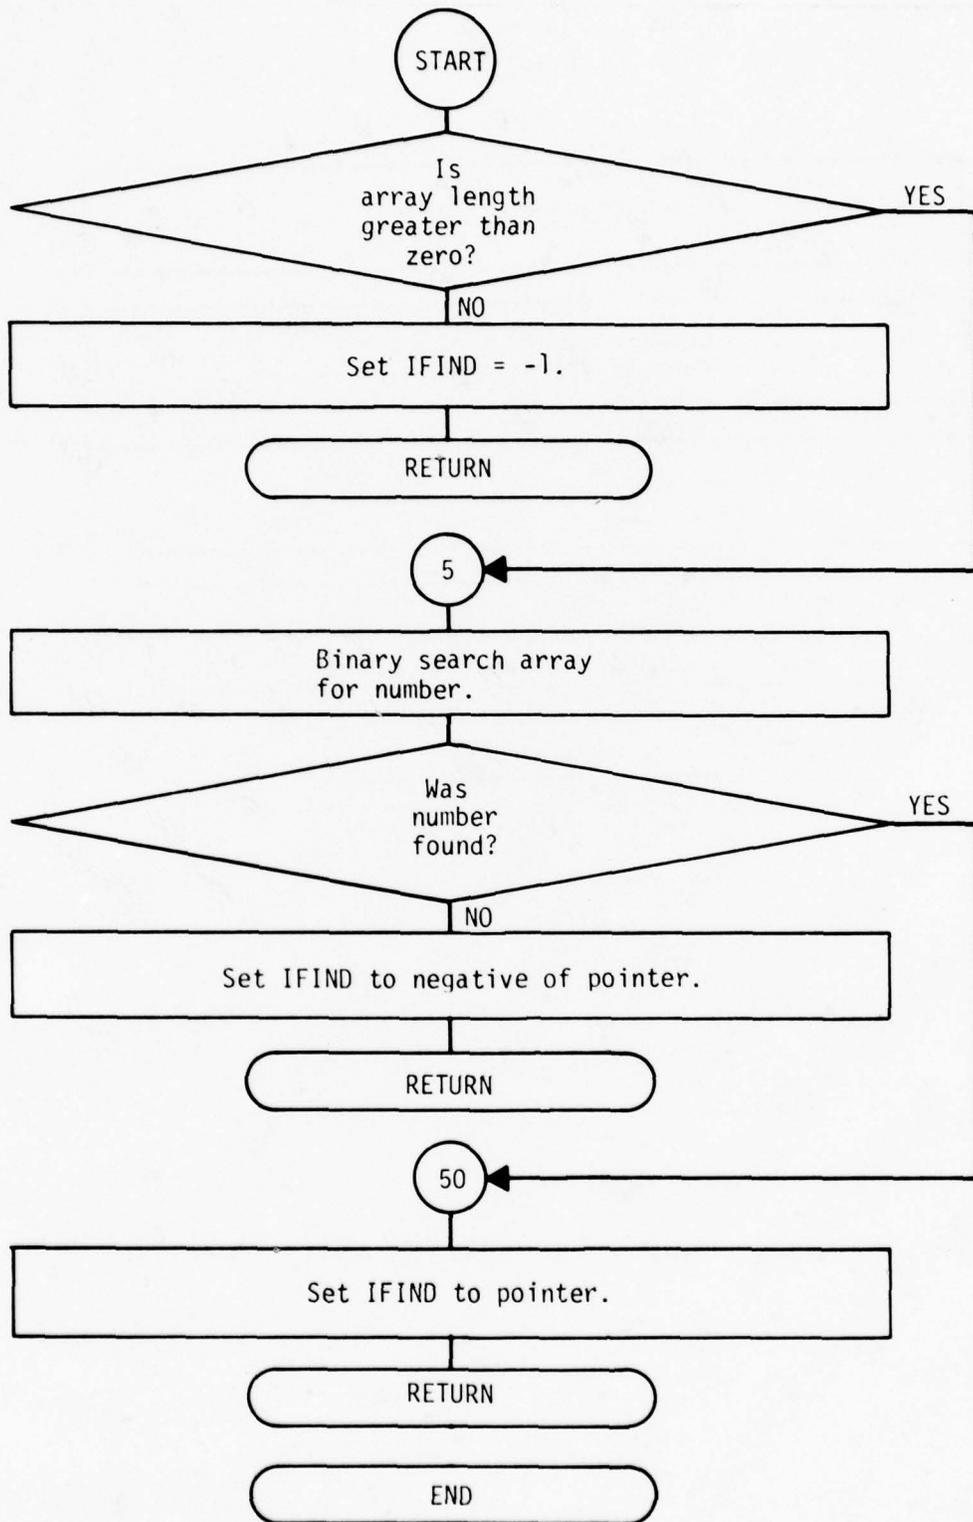 START
Is
array length
greater than
zero?
YES
NO
Set IFIND = -1.
RETURN
5
Binary search array
for number.
Was
number
found?
YES
NO
Set IFIND to negative of pointer.
RETURN
50
Set IFIND to pointer.
RETURN
END